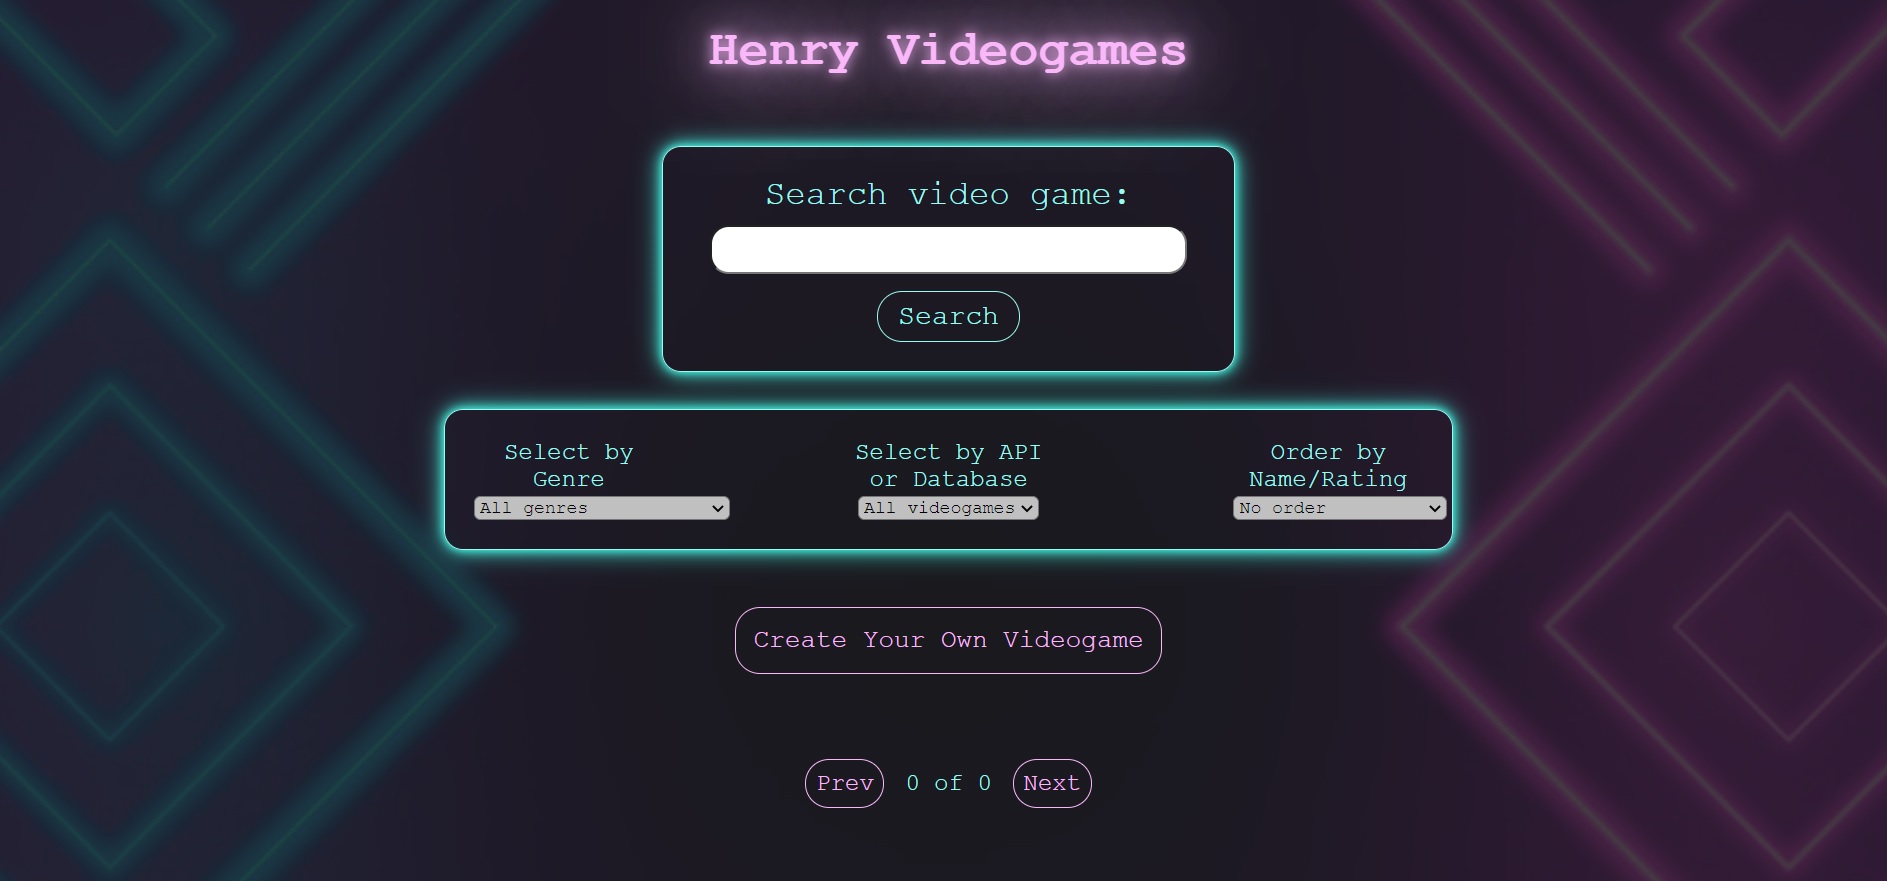 Henry Videogames
Search video game:
Search
Select by
Genre
All genres
Select by API
or Database
All videogames
Order by
Name/Rating
No order
Create Your Own Videogame
Prev 0 of 0 Next